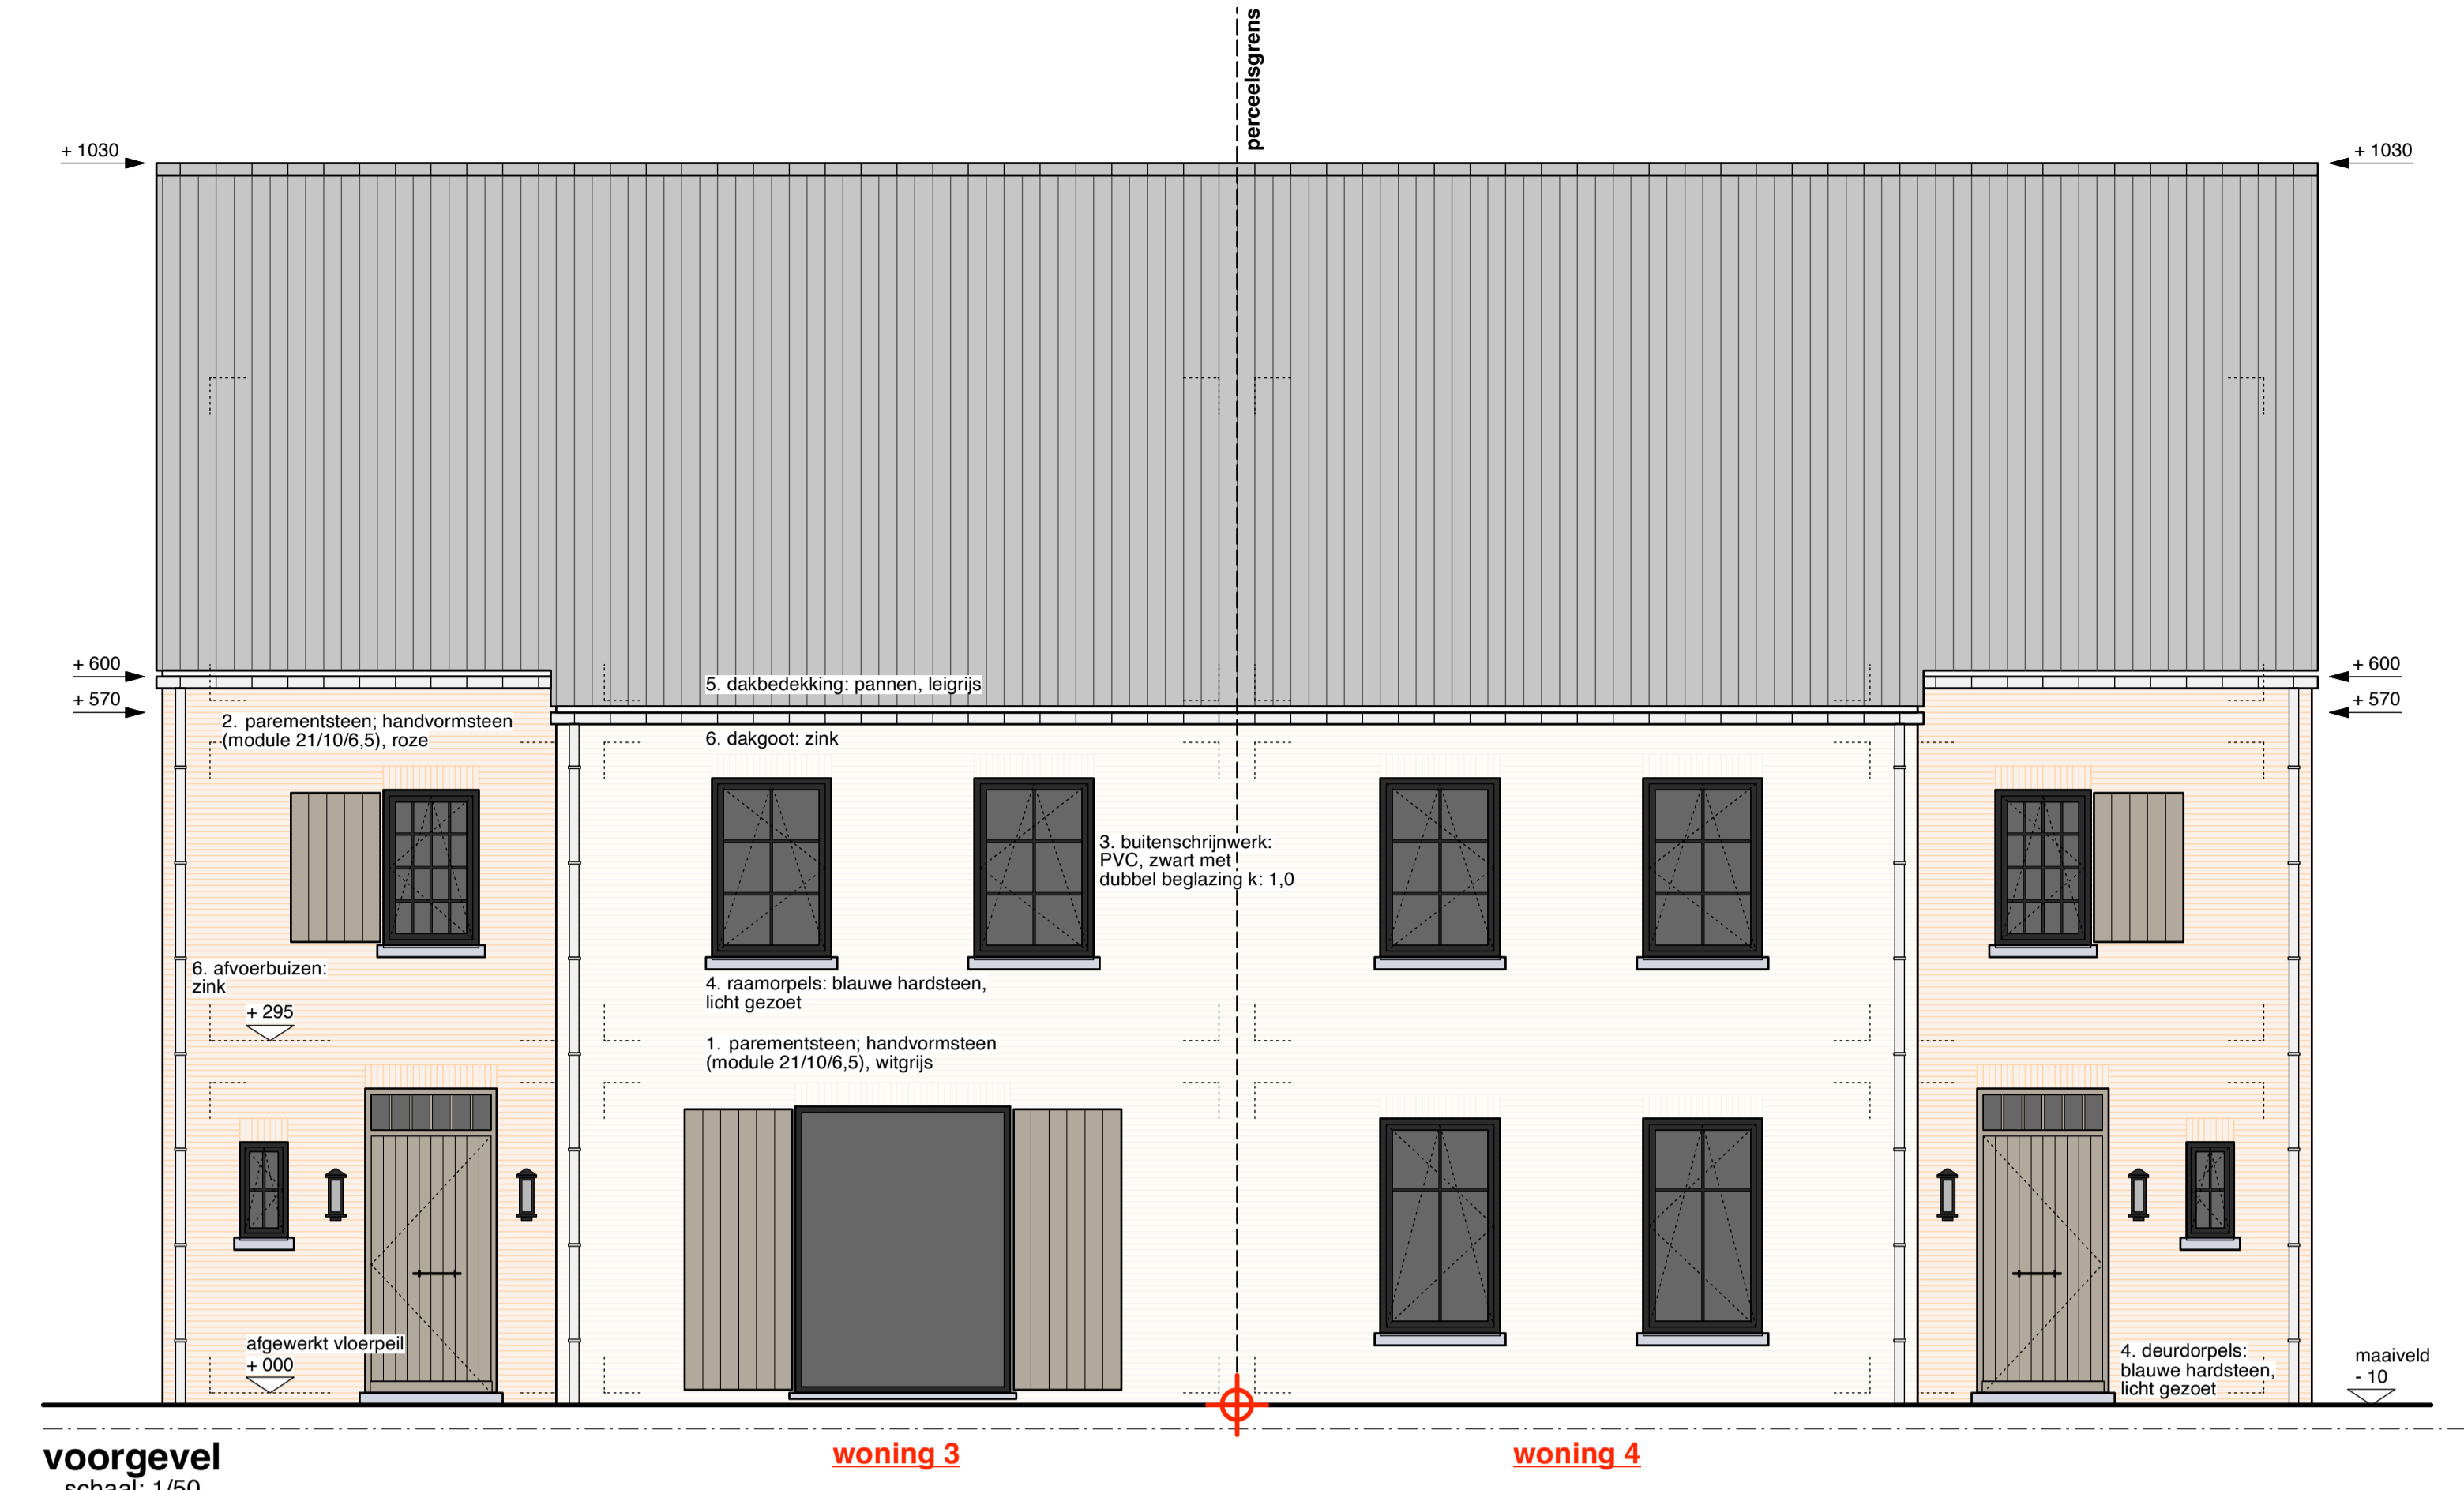 perceelsgrens
+ 1030
+ 1030
+ 600
+ 600
+ 570
+ 570
5. dakbedekking: pannen, leigrijs
2. parementsteen; handvormsteen
(module 21/10/6,5), roze
6. dakgoot: zink
3. buitenschrijnwerk:
PVC, zwart met
dubbel beglazing k: 1,0
6. afvoerbuizen:
zink
4. raamorpels: blauwe hardsteen,
licht gezoet
+ 295
1. parementsteen; handvormsteen
(module 21/10/6,5), witgrijs
afgewerkt vloerpeil
+ 000
4. deurdorpels:
blauwe hardsteen,
licht gezoet
maaiveld
- 10
voorgevel
schaal: 1/50
woning 3
woning 4